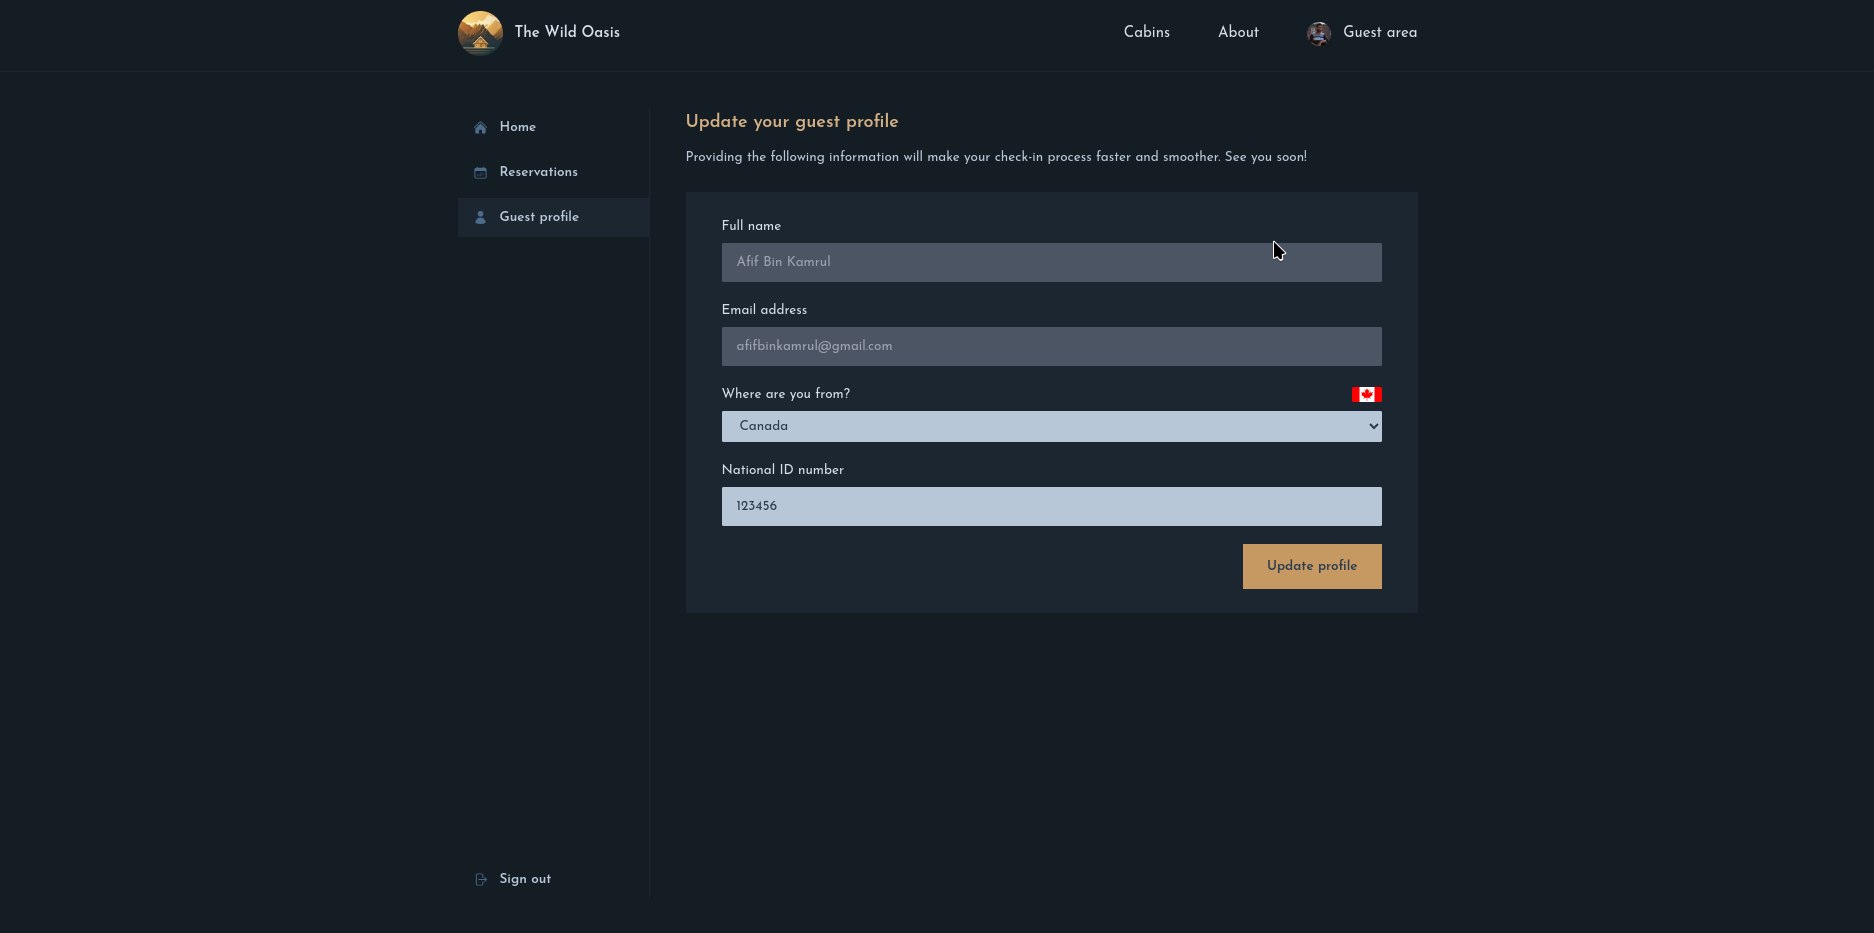 The Wild Oasis
Cabins
About
Guest area
Home
Reservations
Guest profile
Sign out
Update your guest profile
Providing the following information will make your check-in process faster and smoother. See you soon!
Full name
Afif Bin Kamrul
Email address
afifbinkamrul@gmail.com
Where are you from?
Canada
National ID number
123456
Update profile